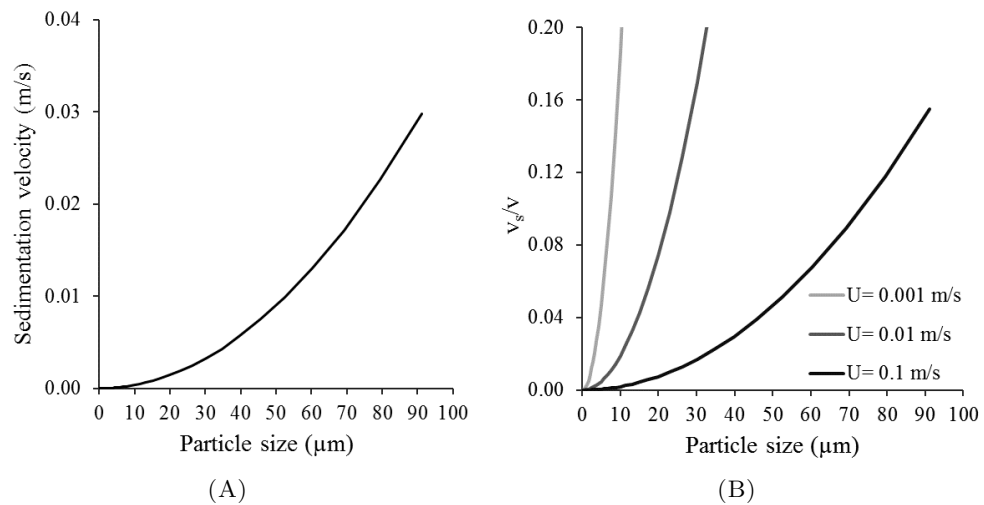 0.04
0.03
0.02
0.01
0.00
Sedimentation velocity (m/s)
0 10 20 30 40 50 60 70 80 90 100
Particle size (µm)
(A)
0.20
0.16
0.12
0.08
0.04
0.00
vs/v
U= 0.001 m/s
U= 0.01 m/s
U= 0.1 m/s
0 10 20 30 40 50 60 70 80 90 100
Particle size (µm)
(B)